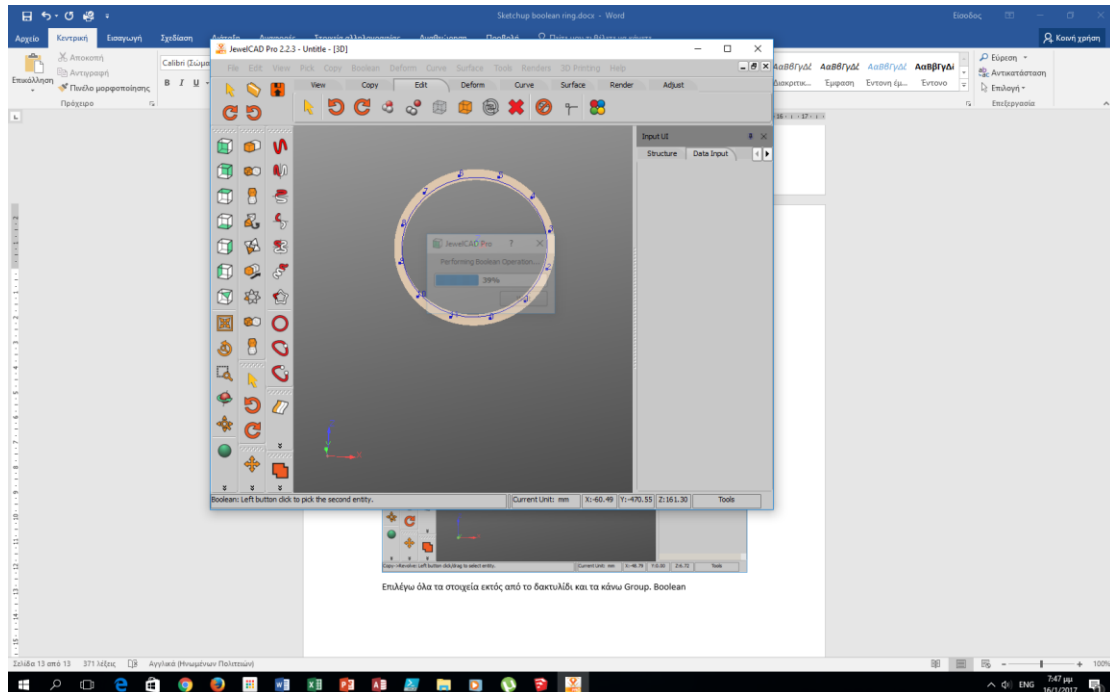 Sketchup boolean ring.docx - Word
Είσοδος
Αρχείο Κεντρική Εισαγωγή Σχεδίαση
Κοινή χρήση
Επικόλληση
Αποκοπή
Αντιγραφή
Πινέλο μορφοποίησης
Πρόχειρο
B I U
Έμφαση
Έντονη έμ...
Έντονο
Εύρεση
Αντικατάσταση
Επιλογή
Επεξεργασία
JewelCAD Pro 2.2.3 - Untitle - [3D]
File Edit View Pick Copy Boolean Deform Curve Surface Tools Renders 3D Printing Help
View Copy Edit Deform Curve Surface Render Adjust
Input UI
Structure Data Input
JewelCAD Pro ?
Performing Boolean Operation...
39%
Boolean: Left button click to pick the second entity.
Current Unit: mm X:-60.49 Y:-470.55 Z:161.30 Tools
Επιλέγω όλα τα στοιχεία εκτός από το δακτυλίδι και τα κάνω Group. Boolean
Σελίδα 13 από 13 371 λέξεις Αγγλικά (Ηνωμένων Πολιτειών)
100%
ENG
7:47 μμ
16/1/2017